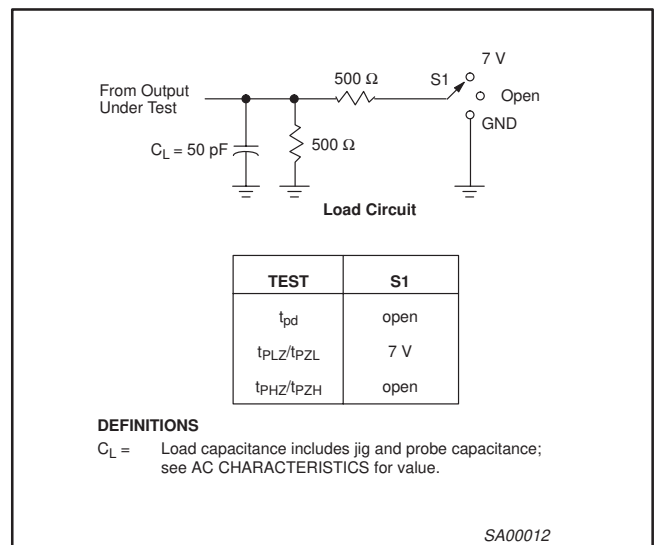 7 V
500 Ω
S1
From Output
Under Test
Open
GND
C_L = 50 pF
500 Ω
Load Circuit
TEST S1
t_pd open
t_PLZ/t_PZL 7 V
t_PHZ/t_PZH open
DEFINITIONS
C_L = Load capacitance includes jig and probe capacitance;
see AC CHARACTERISTICS for value.
SA00012